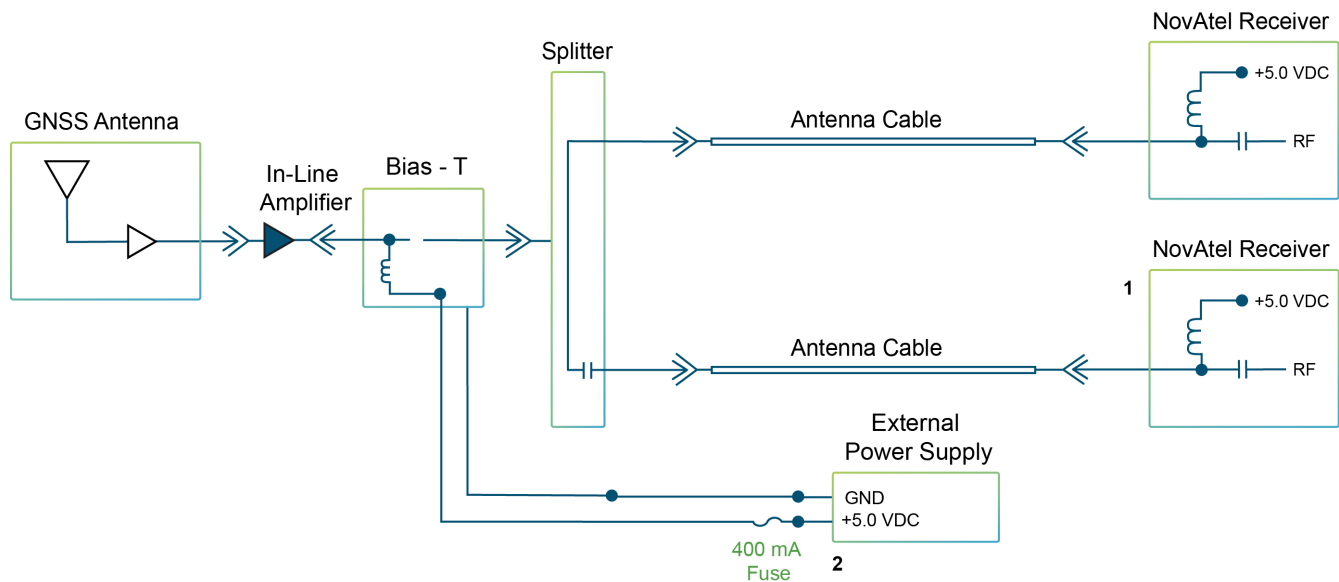 NovAtel Receiver
Splitter
+5.0 VDC
GNSS Antenna
Antenna Cable
RF
Bias - T
In-Line
Amplifier
NovAtel Receiver
1
+5.0 VDC
Antenna Cable
RF
External
Power Supply
GND
+5.0 VDC
400 mA
Fuse
2